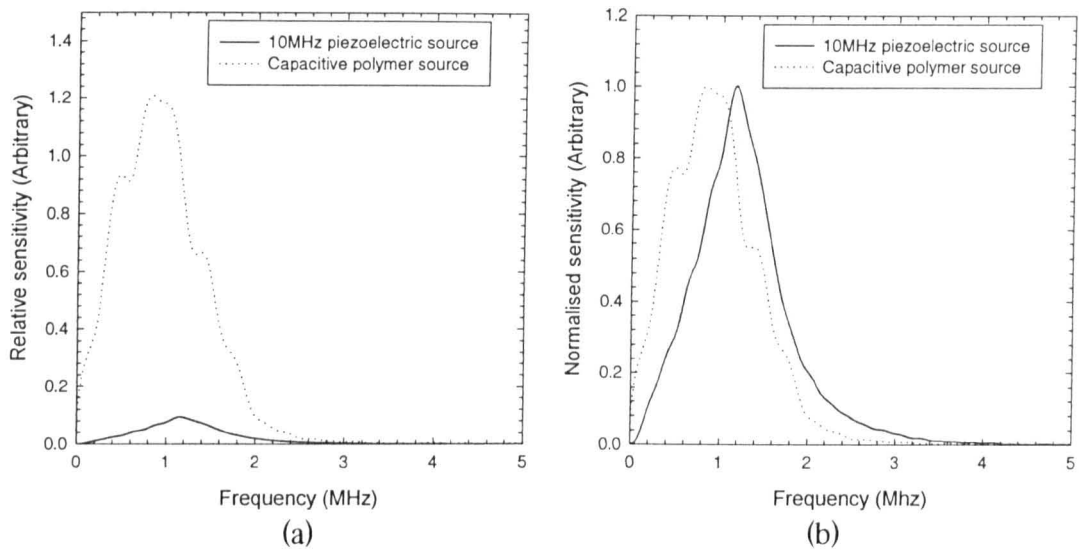 1.4
1.2
1.0
0.8
0.6
0.4
0.2
0.0
Relative sensitivity (Arbitrary)
10MHz piezoelectric source
Capacitive polymer source
0 1 2 3 4 5
Frequency (MHz)
(a)
1.2
1.0
0.8
0.6
0.4
0.2
0.0
Normalised sensitivity (Arbitrary)
10MHz piezoelectric source
Capacitive polymer source
0 1 2 3 4 5
Frequency (Mhz)
(b)